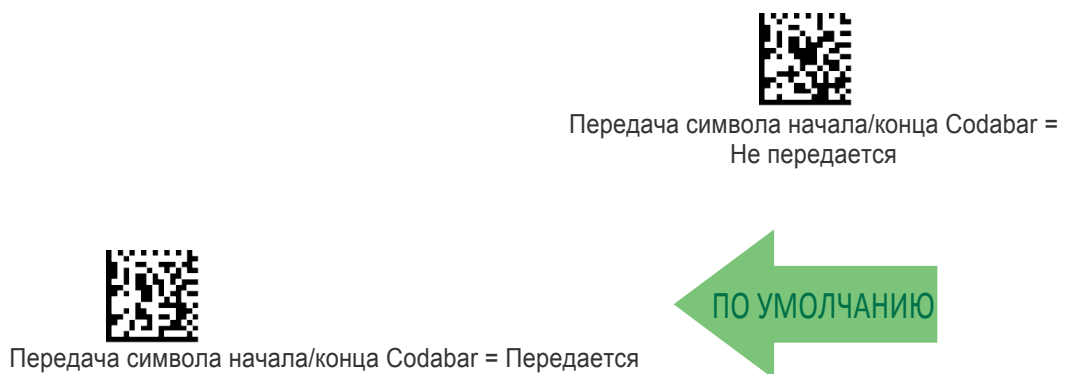 Передача символа начала/конца Codabar =
Не передается
ПО УМОЛЧАНИЮ
Передача символа начала/конца Codabar = Передается